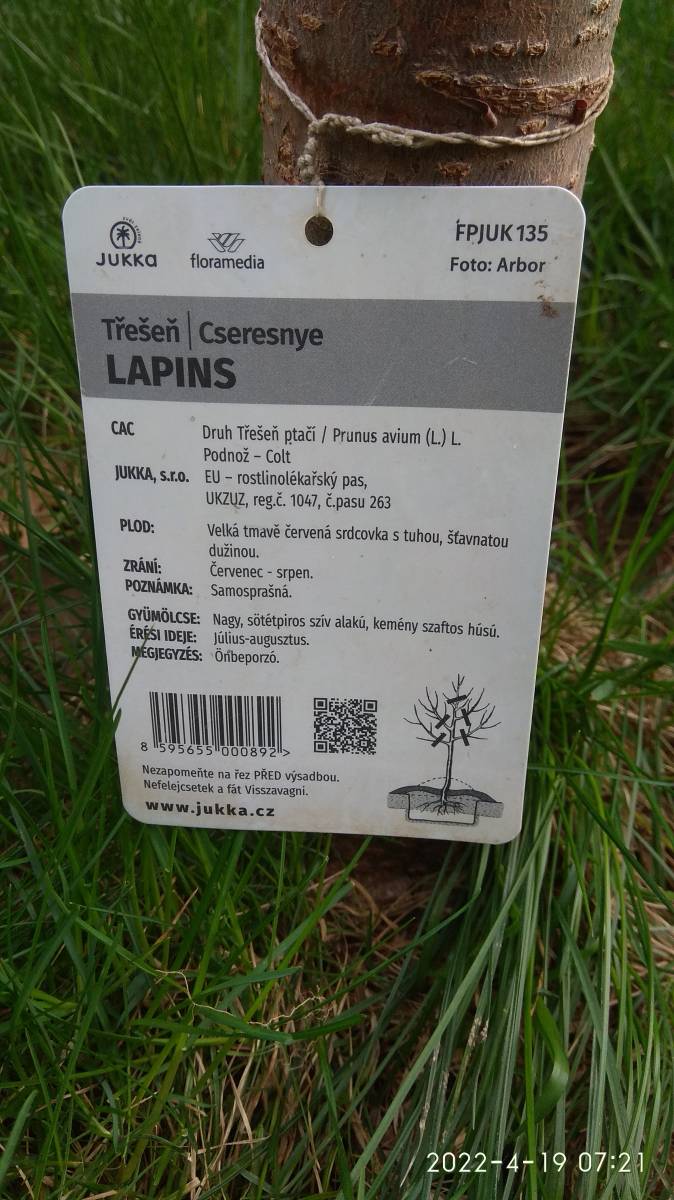 JUKKA
floramedia
FPJUK 135
Foto: Arbor
Třešeň | Cseresnye
LAPINS
CAC Druh Třešeň ptačí / Prunus avium (L.) L.
Podnož – Colt
JUKKA, s.r.o. EU – rostlinolékařský pas,
UKZUZ, reg.č. 1047, č.pasu 263
PLOD: Velká tmavě červená srdcovka s tuhou, šťavnatou
dužinou.
ZRÁNÍ: Červenec - srpen.
POZNÁMKA: Samosprašná.
GYÜMÖLCSE: Nagy, sötétpiros szív alakú, kemény szaftos húsú.
ÉRÉSI IDEJE: Július-augusztus.
MEGJEGYZÉS: Önbeporzó.
8 595655 000892 >
Nezapomeňte na řez PŘED výsadbou.
Nefelejcsetek a fát Visszavagni.
www.jukka.cz
2022-4-19 07:21